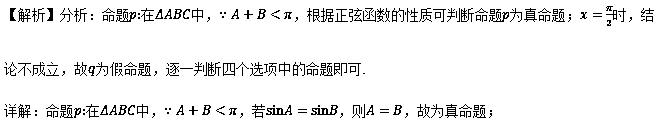 【解析】分析：命题p:在ΔABC中，∵ A + B < π，根据正弦函数的性质可判断命题p为真命题；x = π/2时，结
论不成立，故q为假命题，逐一判断四个选项中的命题即可.
详解：命题p:在ΔABC中，∵ A + B < π，若sinA = sinB，则A = B，故为真命题；